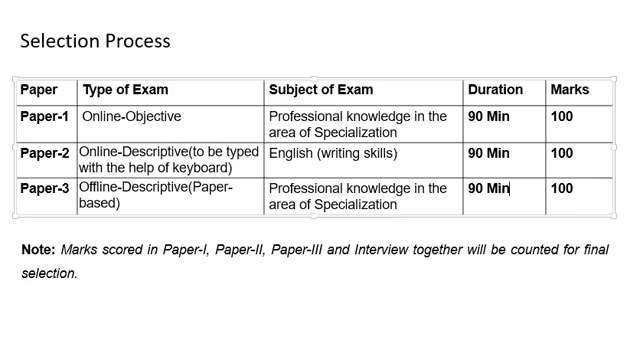 Selection Process
Paper Type of Exam Subject of Exam Duration Marks
Paper-1 Online-Objective Professional knowledge in the area of Specialization 90 Min 100
Paper-2 Online-Descriptive(to be typed with the help of keyboard) English (writing skills) 90 Min 100
Paper-3 Offline-Descriptive(Paper-based) Professional knowledge in the area of Specialization 90 Min 100
Note: Marks scored in Paper-I, Paper-II, Paper-III and Interview together will be counted for final
selection.